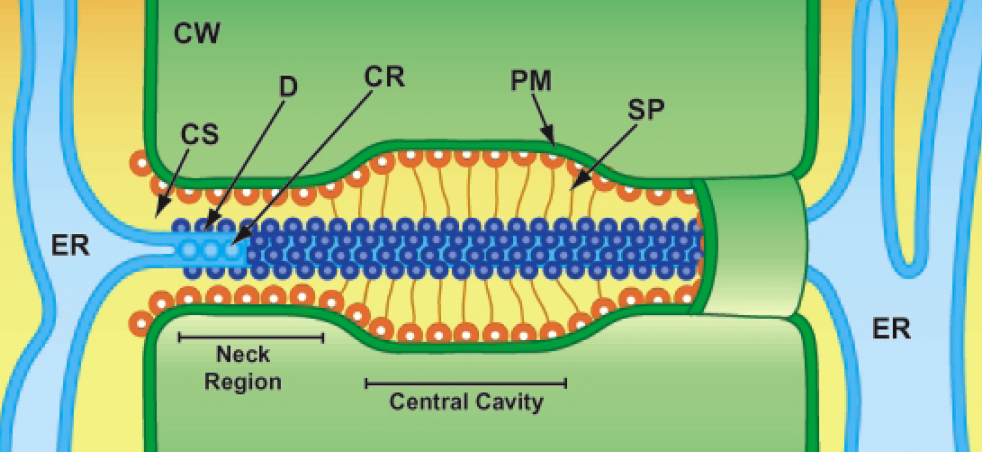 CW
D
CR
PM
SP
CS
ER
ER
Neck
Region
Central Cavity